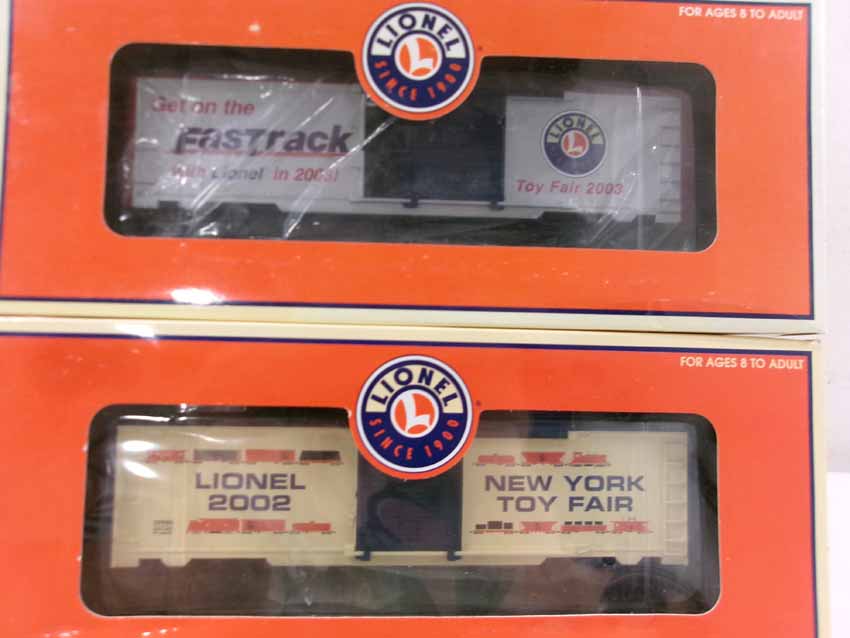 FOR AGES 8 TO ADULT
LIONEL
L
SINCE 1900
Get on the
FasTrack
with Lionel in 2003!
LIONEL
L
Toy Fair 2003
FOR AGES 8 TO ADULT
LIONEL
L
SINCE 1900
LIONEL
2002
NEW YORK
TOY FAIR